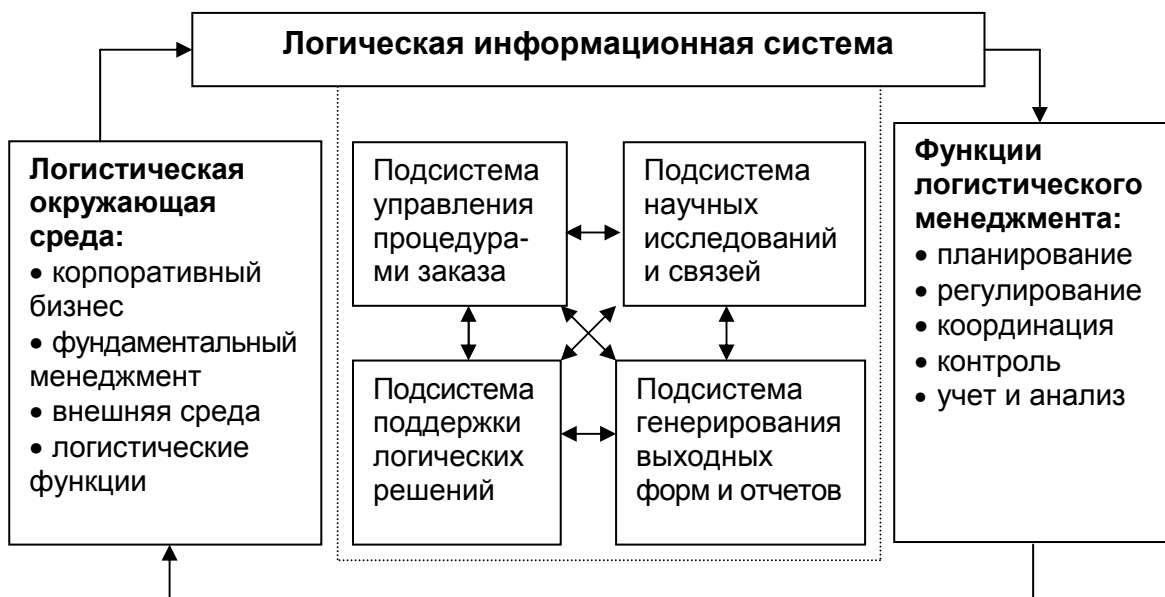 Логическая информационная система
Логистическая
окружающая
среда:
• корпоративный
бизнес
• фундаментальный
менеджмент
• внешняя среда
• логистические
функции
Подсистема
управления
процедура-
ми заказа
Подсистема
научных
исследований
и связей
Подсистема
поддержки
логических
решений
Подсистема
генерирования
выходных
форм и отчетов
Функции
логистического
менеджмента:
• планирование
• регулирование
• координация
• контроль
• учет и анализ